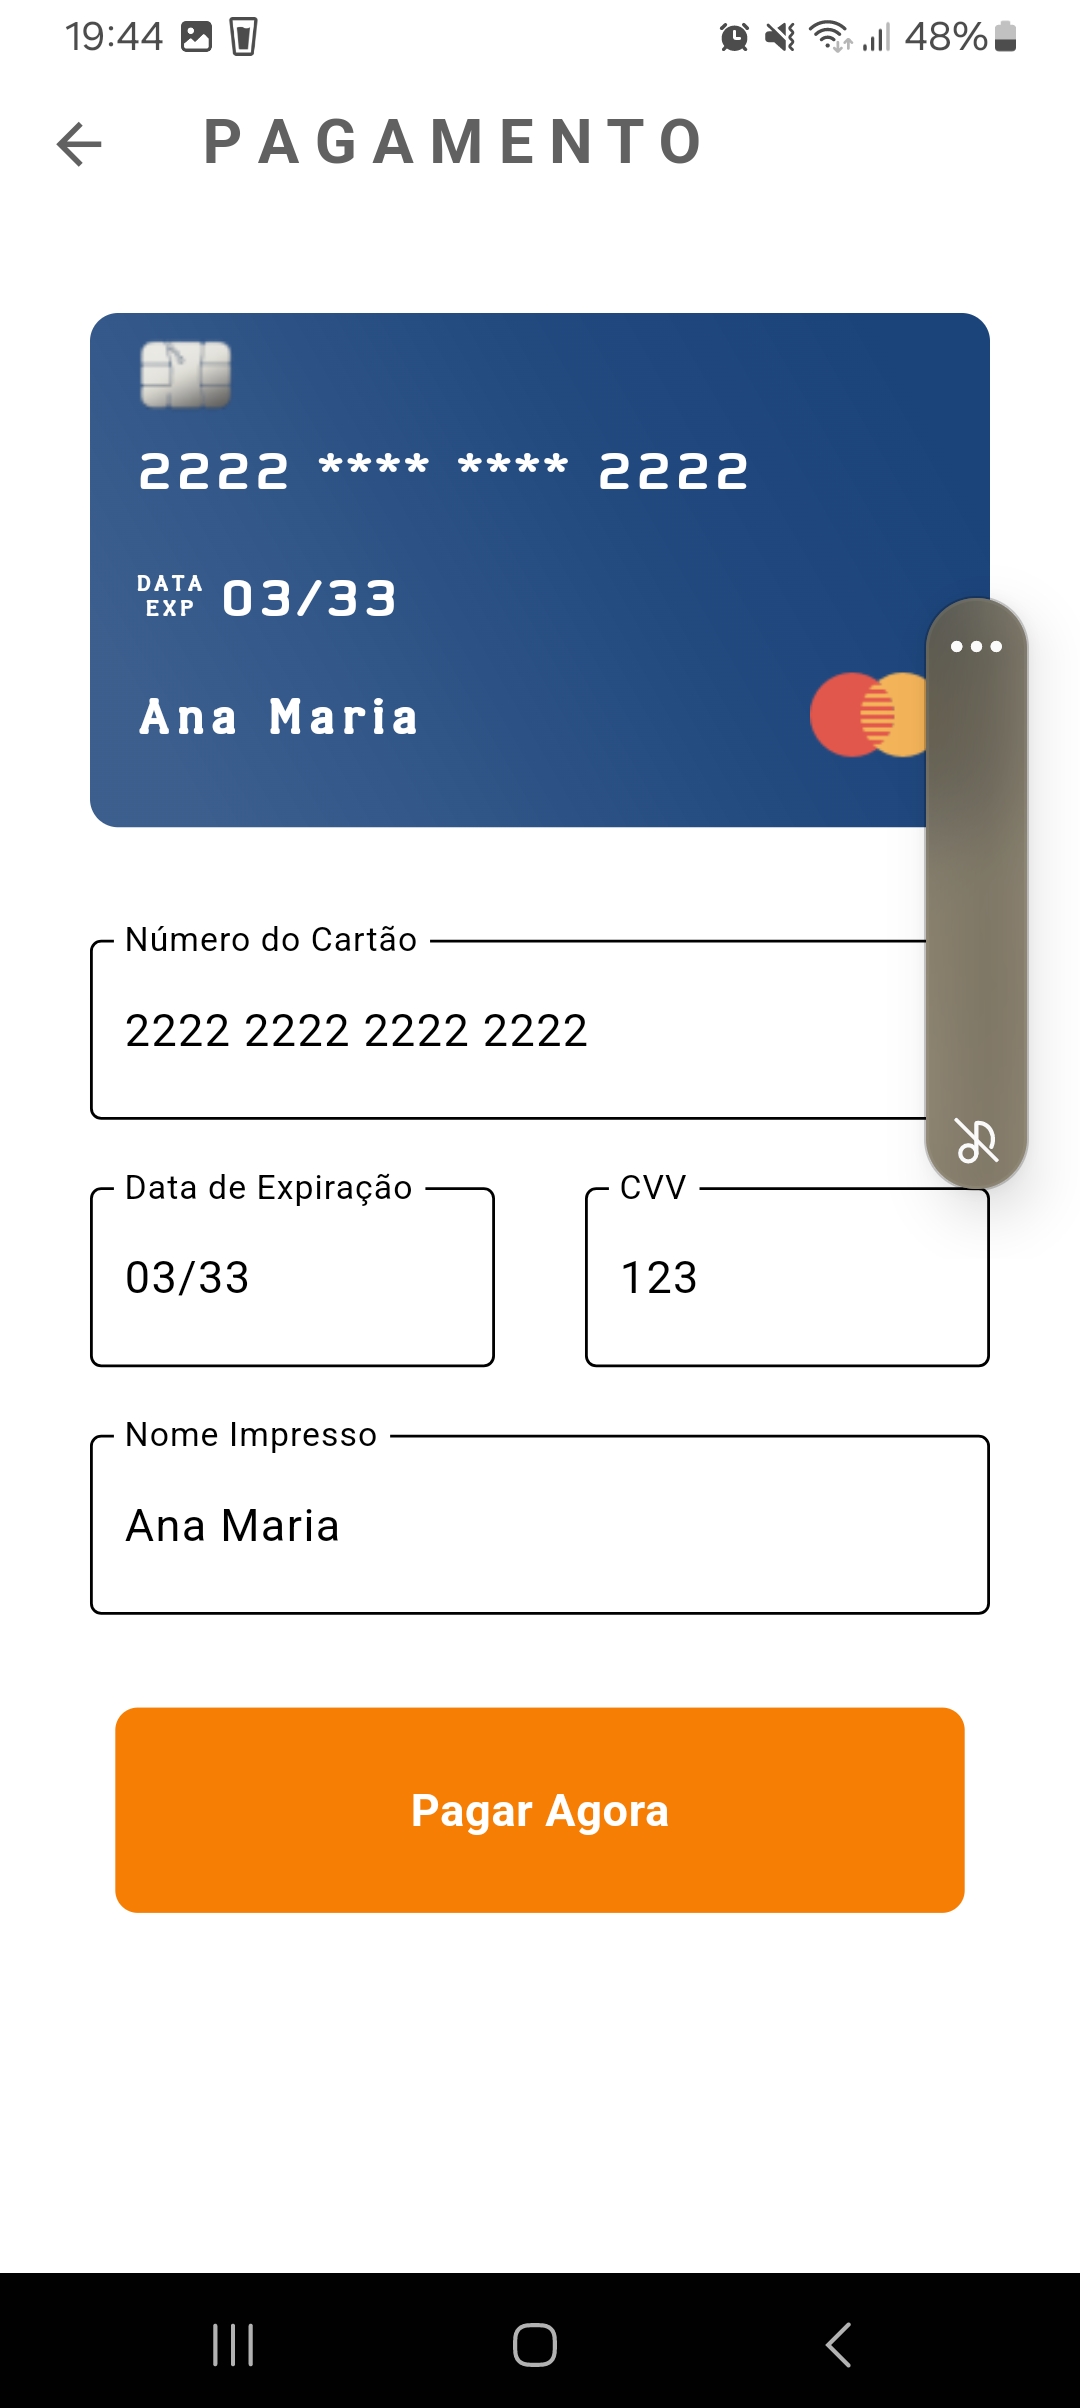 19:44 48%
PAGAMENTO
2222 **** **** 2222
DATA
EXP 03/33
Ana Maria
Número do Cartão
2222 2222 2222 2222
Data de Expiração CVV
03/33 123
Nome Impresso
Ana Maria
Pagar Agora